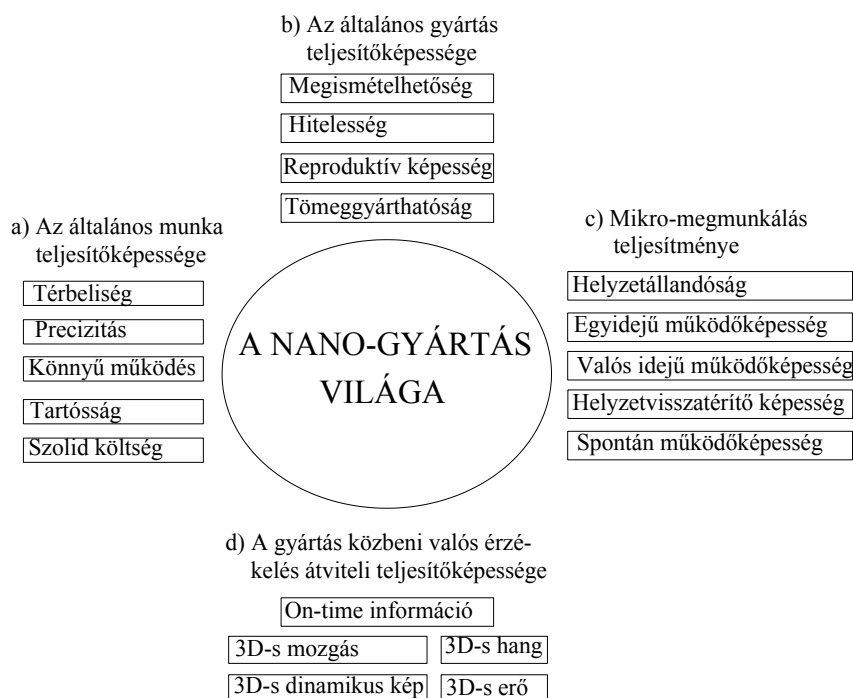 b) Az általános gyártás
teljesítőképessége
Megismételhetőség
Hitelesség
Reproduktív képesség
Tömeggyárthatóság
a) Az általános munka
teljesítőképessége
Térbeliség
Precizitás
Könnyű működés
Tartósság
Szolid költség
A NANO-GYÁRTÁS
VILÁGA
c) Mikro-megmunkálás
teljesítménye
Helyzetállandóság
Egyidejű működőképesség
Valós idejű működőképesség
Helyzetvisszatérítő képesség
Spontán működőképesség
d) A gyártás közbeni valós érzé-
kelés átviteli teljesítőképessége
On-time információ
3D-s mozgás
3D-s hang
3D-s dinamikus kép
3D-s erő